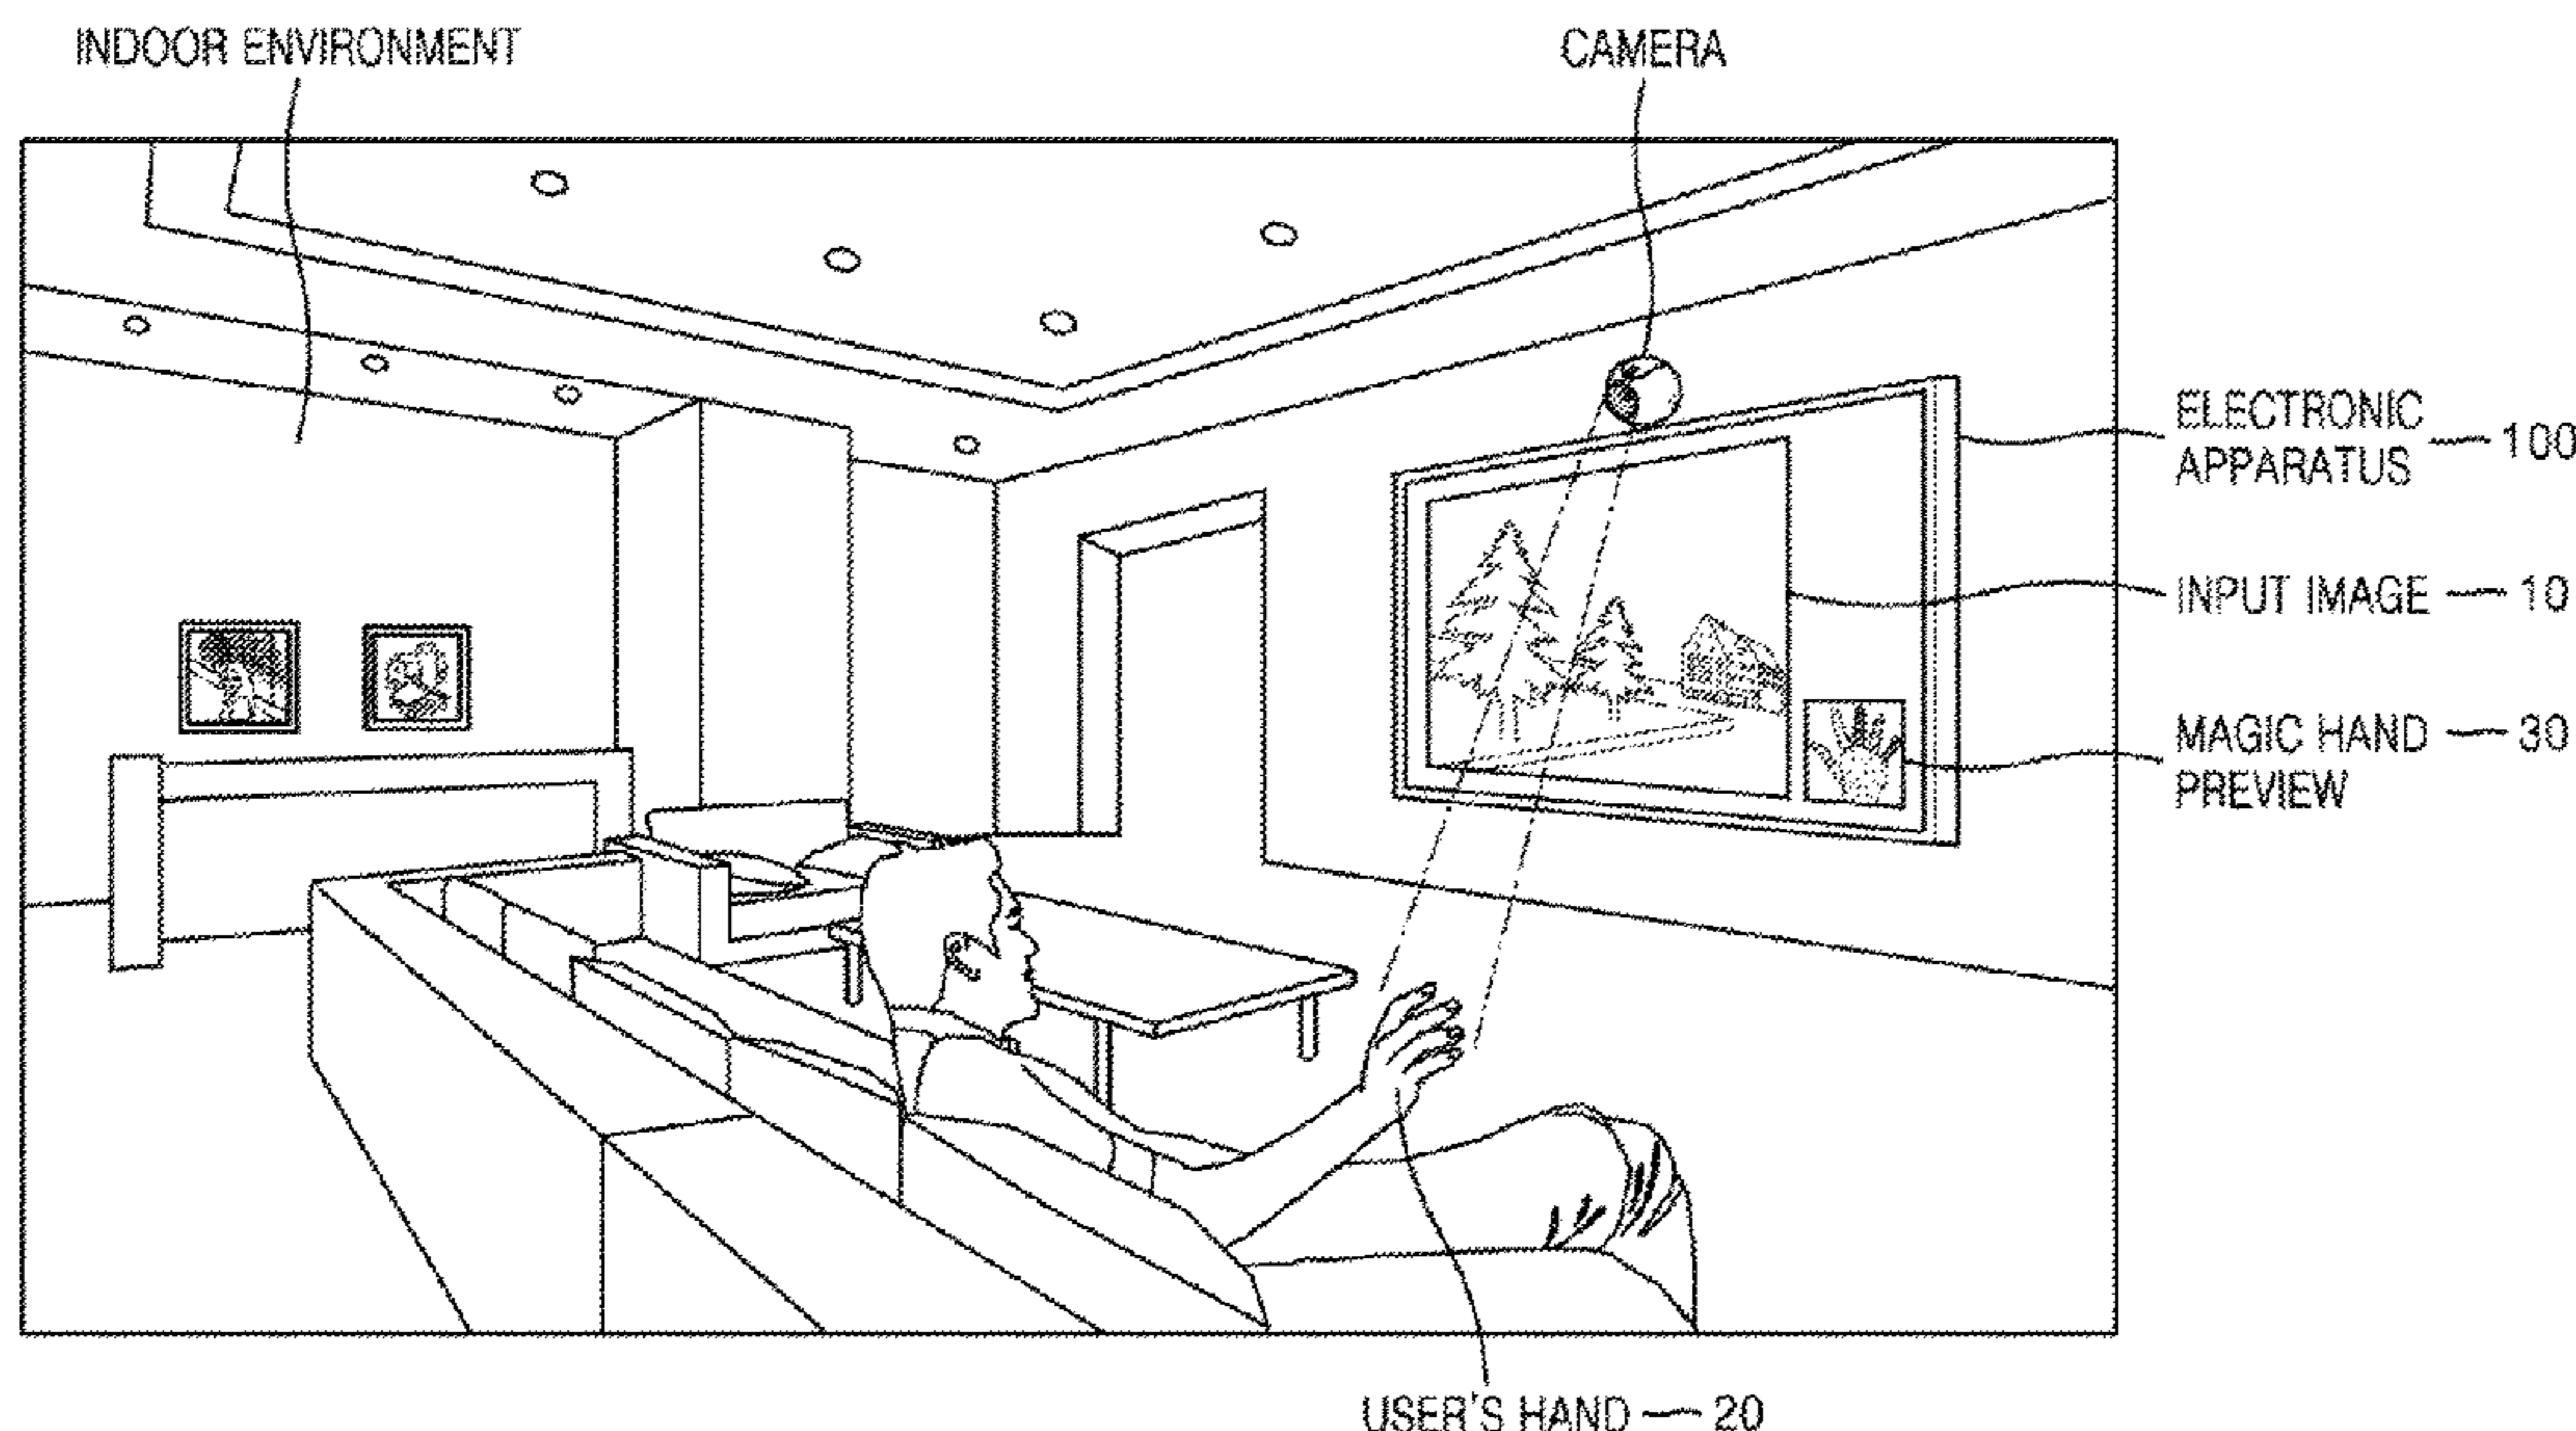 INDOOR ENVIRONMENT
CAMERA
ELECTRONIC
APPARATUS
100
INPUT IMAGE
10
MAGIC HAND
PREVIEW
30
USER'S HAND
20